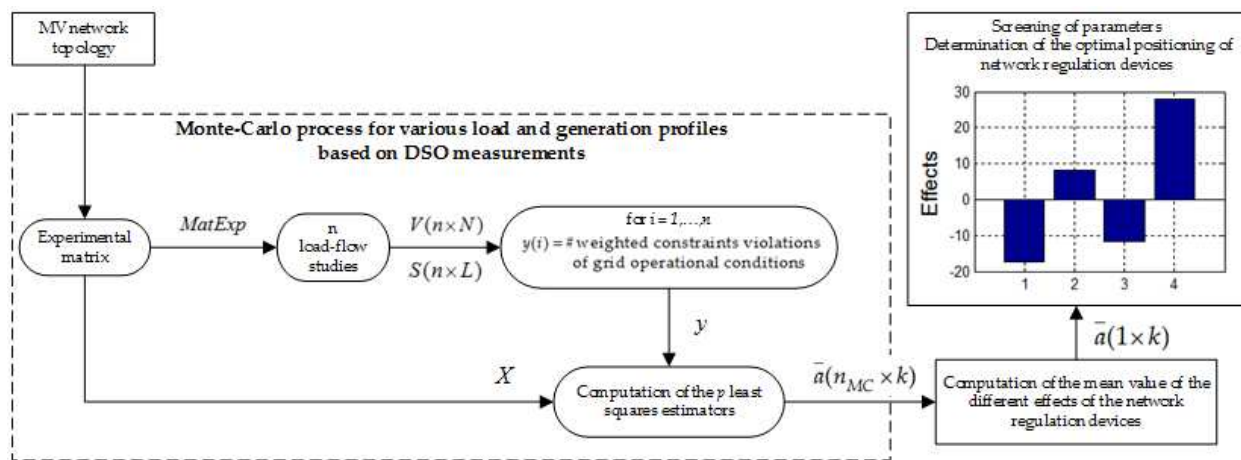 MV network
topology
Screening of parameters
Determination of the optimal positioning of
network regulation devices
30
20
10
0
-10
-20
Effects
1 2 3 4
Monte-Carlo process for various load and generation profiles
based on DSO measurements
Experimental
matrix
MatExp
n
load-flow
studies
V(n×N)
S(n×L)
for i = 1,...,n
y(i) = # weighted constraints violations
of grid operational conditions
y
X
Computation of the p least
squares estimators
a̅(n_MC × k)
a̅(1×k)
Computation of the mean value of the
different effects of the network
regulation devices